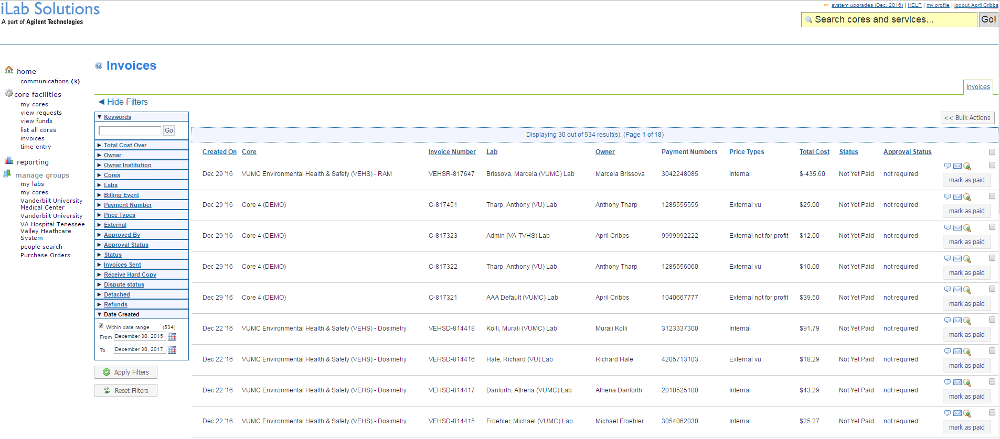 iLab Solutions
A part of Agilent Technologies
system upgrades (Dec, 2016) | HELP | my profile | logout April Cribbs
Search cores and services... Go!
home
communications (3)
core facilities
my cores
view requests
view funds
list all cores
invoices
time entry
reporting
manage groups
my labs
my cores
Vanderbilt University
Medical Center
Vanderbilt University
VA Hospital Tenessee
Valley Heathcare
System
people search
Purchase Orders
Invoices
Invoices
Hide Filters
Keywords
Go
Total Cost Over
Owner
Owner Institution
Cores
Labs
Billing Event
Payment Number
Price Types
External
Approved By
Approval Status
Status
Invoices Sent
Receive Hard Copy
Dispute status
Detached
Refunds
Date Created
Within date range (534)
From December 30, 2015
To December 30, 2017
Apply Filters
Reset Filters
<< Bulk Actions
Displaying 30 out of 534 result(s). (Page 1 of 18)
Created On Core Invoice Number Lab Owner Payment Numbers Price Types Total Cost Status Approval Status
Dec 29 '16 VUMC Environmental Health & Safety (VEHS) - RAM VEHSR-817647 Brissova, Marcela (VUMC) Lab Marcela Brissova 3042248085 Internal $-435.60 Not Yet Paid not required
mark as paid
Dec 29 '16 Core 4 (DEMO) C-817451 Tharp, Anthony (VU) Lab Anthony Tharp 1285555555 External vu $25.00 Not Yet Paid not required
mark as paid
Dec 29 '16 Core 4 (DEMO) C-817323 Admin (VA-TVHS) Lab April Cribbs 9999992222 External not for profit $12.00 Not Yet Paid not required
mark as paid
Dec 29 '16 Core 4 (DEMO) C-817322 Tharp, Anthony (VU) Lab Anthony Tharp 1285556060 External vu $10.00 Not Yet Paid not required
mark as paid
Dec 29 '16 Core 4 (DEMO) C-817321 AAA Default (VUMC) Lab April Cribbs 1040667777 External not for profit $39.50 Not Yet Paid not required
mark as paid
Dec 22 '16 VUMC Environmental Health & Safety (VEHS) - Dosimetry VEHSD-814418 Kolli, Murali (VUMC) Lab Murali Kolli 3123337300 Internal $91.79 Not Yet Paid not required
mark as paid
Dec 22 '16 VUMC Environmental Health & Safety (VEHS) - Dosimetry VEHSD-814416 Hale, Richard (VU) Lab Richard Hale 4205713103 External vu $18.29 Not Yet Paid not required
mark as paid
Dec 22 '16 VUMC Environmental Health & Safety (VEHS) - Dosimetry VEHSD-814417 Danforth, Athena (VUMC) Lab Athena Danforth 2010525100 Internal $43.29 Not Yet Paid not required
mark as paid
Dec 22 '16 VUMC Environmental Health & Safety (VEHS) - Dosimetry VEHSD-814415 Froehler, Michael (VUMC) Lab Michael Froehler 3054062030 Internal $25.27 Not Yet Paid not required
mark as paid